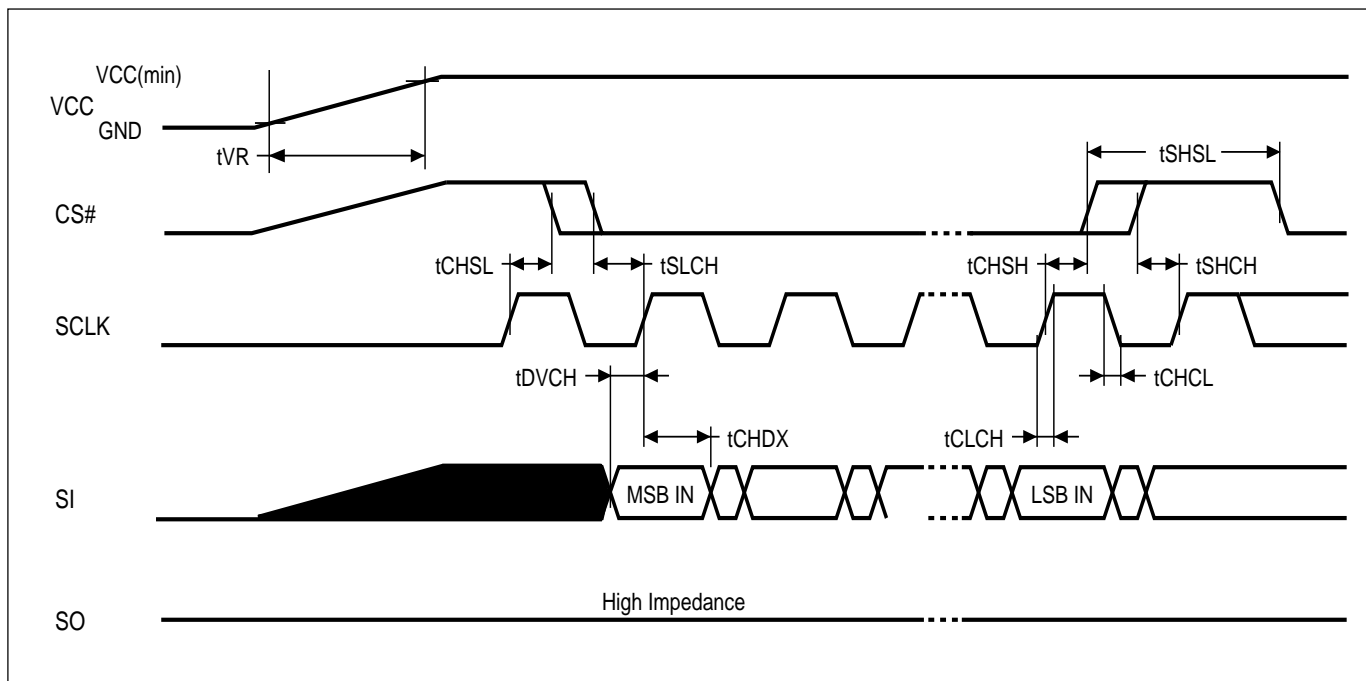 VCC(min)
VCC
GND
tVR
tSHSL
CS#
tCHSL
tSLCH
tCHSH
tSHCH
SCLK
tDVCH
tCHCL
tCHDX
tCLCH
SI
MSB IN
LSB IN
High Impedance
SO